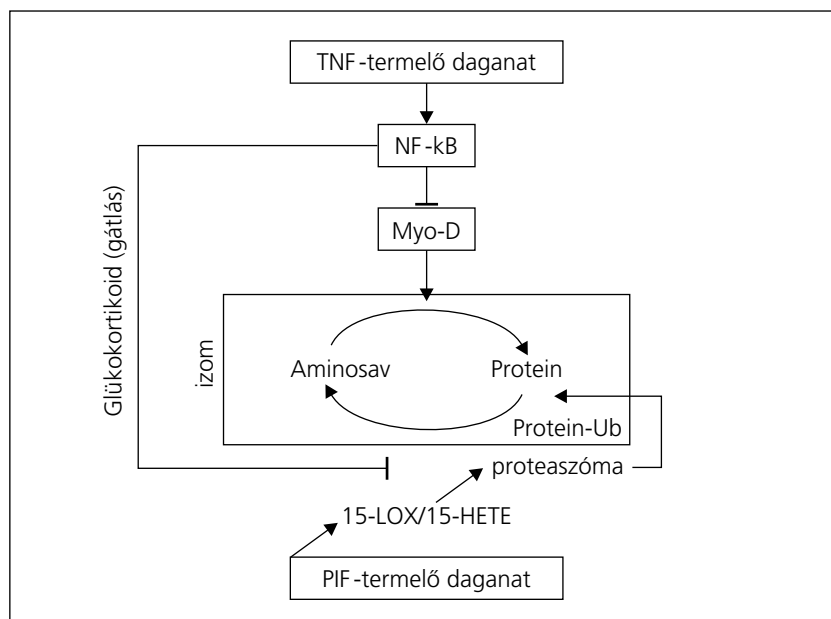 TNF-termelő daganat
NF-kB
Glükokortikoid (gátlás)
Myo-D
izom
Aminosav
Protein
Protein-Ub
proteaszóma
15-LOX/15-HETE
PIF-termelő daganat